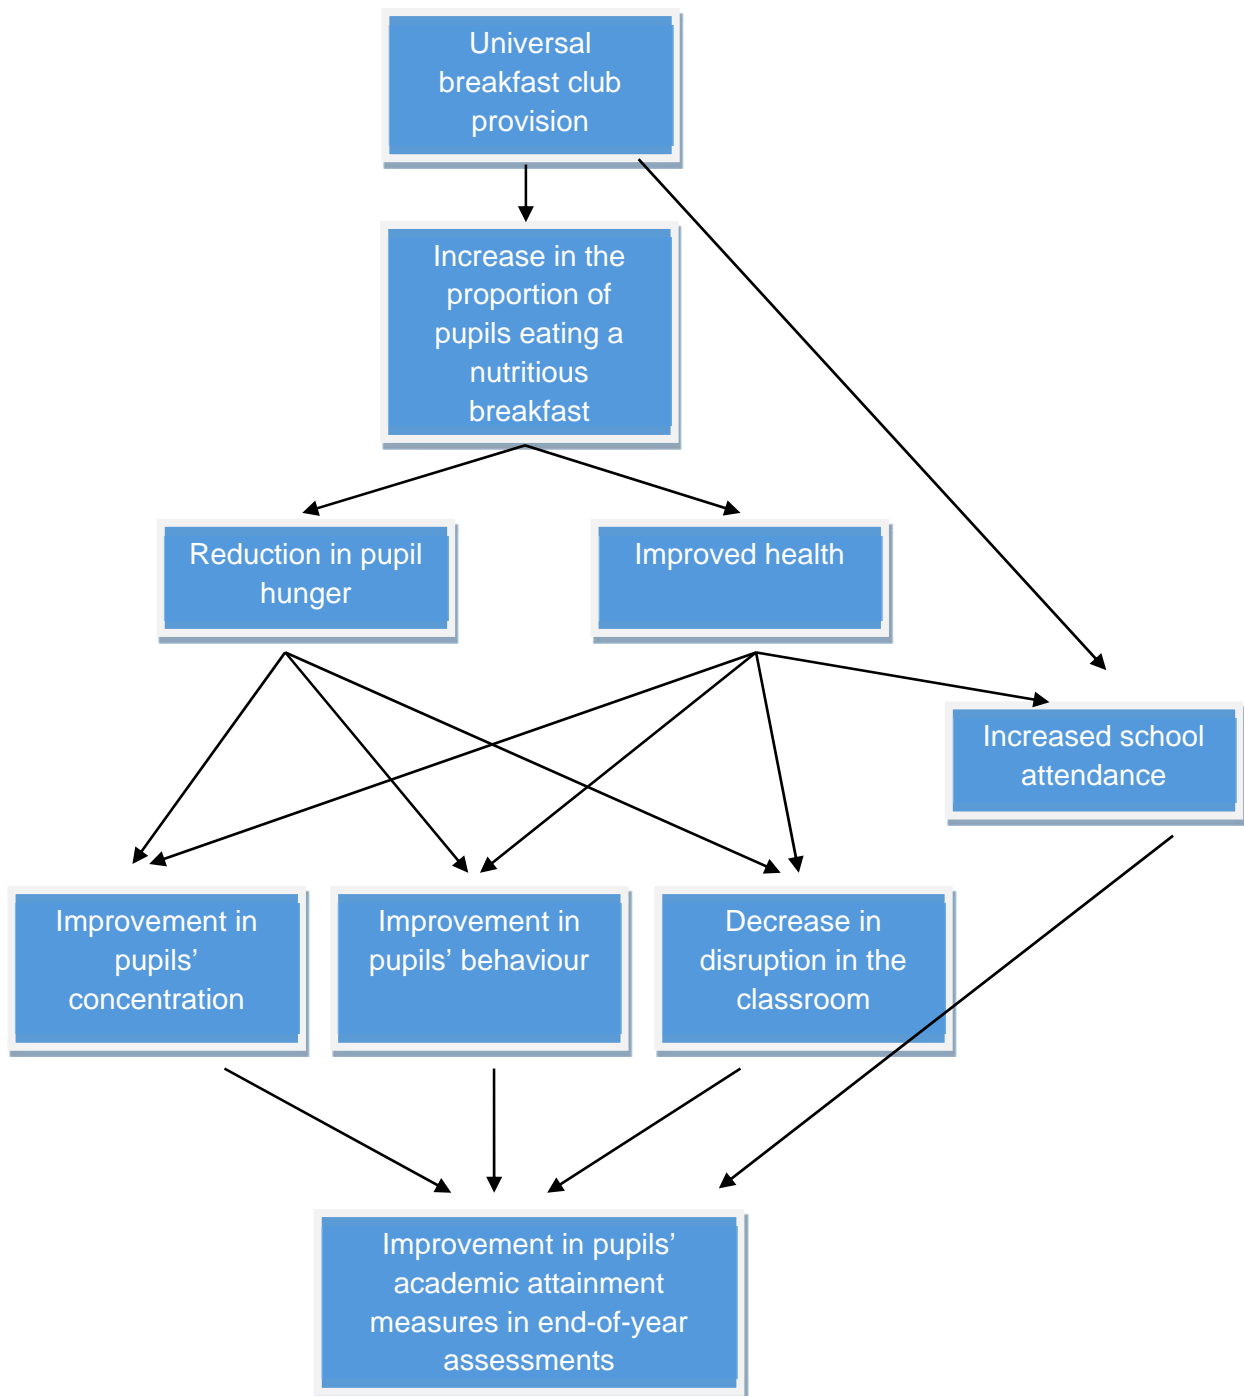 Universal
breakfast club
provision
Increase in the
proportion of
pupils eating a
nutritious
breakfast
Reduction in pupil
hunger
Improved health
Increased school
attendance
Improvement in
pupils’
concentration
Improvement in
pupils’ behaviour
Decrease in
disruption in the
classroom
Improvement in pupils’
academic attainment
measures in end-of-year
assessments